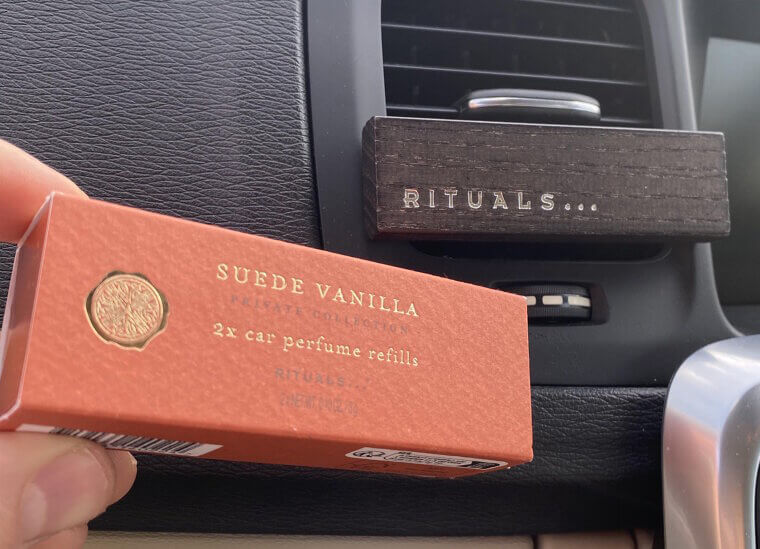 RITUALS...
SUEDE VANILLA
PRIVATE COLLECTION
2x car perfume refills
RITUALS...